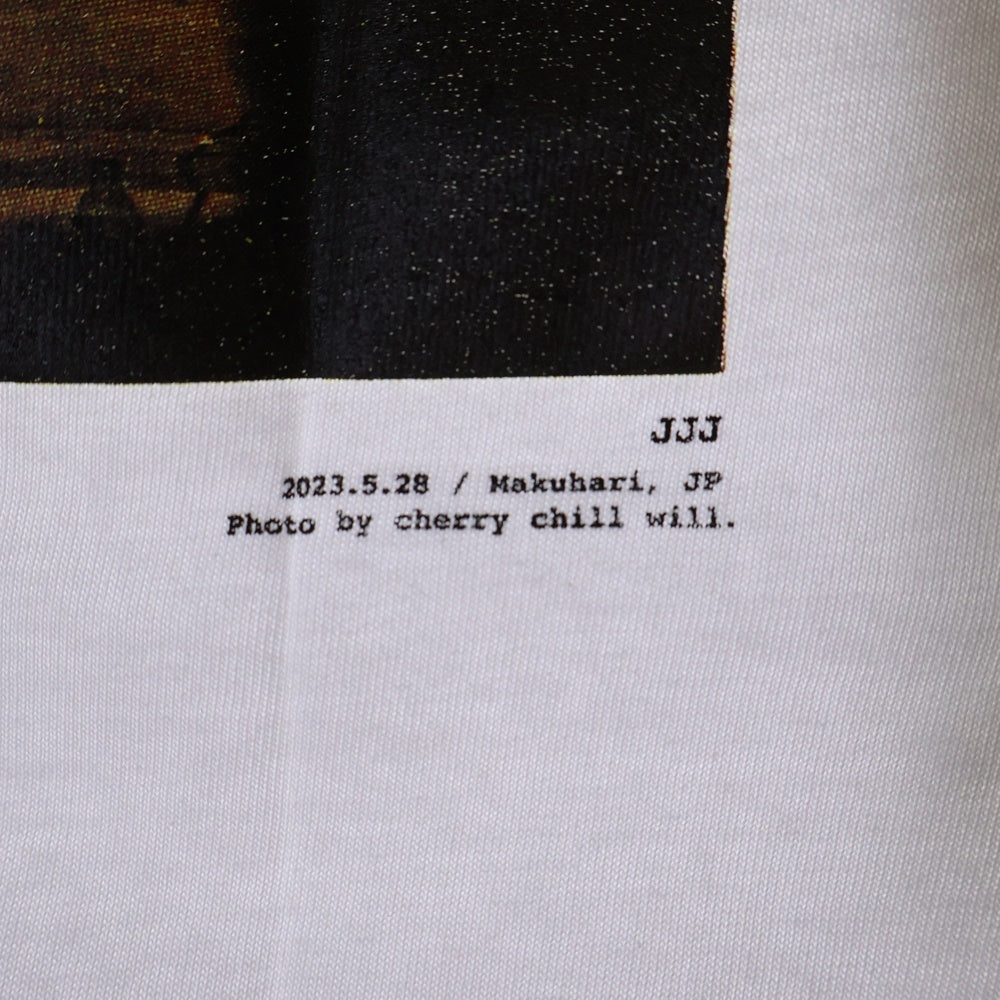 JJJ
2023.5.28 / Makuhari, JP
Photo by cherry chill will.